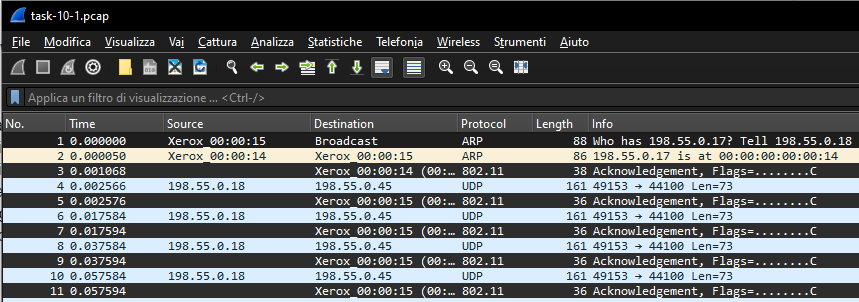 task-10-1.pcap
File Modifica Visualizza Vai Cattura Analizza Statistiche Telefonia Wireless Strumenti Aiuto
Applica un filtro di visualizzazione ... <Ctrl-/>
No. Time Source Destination Protocol Length Info
1 0.000000 Xerox_00:00:15 Broadcast ARP 88 Who has 198.55.0.17? Tell 198.55.0.18
2 0.000050 Xerox_00:00:14 Xerox_00:00:15 ARP 86 198.55.0.17 is at 00:00:00:00:00:14
3 0.001068 Xerox_00:00:14 (00:… 802.11 38 Acknowledgement, Flags=........C
4 0.002566 198.55.0.18 198.55.0.45 UDP 161 49153 → 44100 Len=73
5 0.002576 Xerox_00:00:15 (00:… 802.11 36 Acknowledgement, Flags=........C
6 0.017584 198.55.0.18 198.55.0.45 UDP 161 49153 → 44100 Len=73
7 0.017594 Xerox_00:00:15 (00:… 802.11 36 Acknowledgement, Flags=........C
8 0.037584 198.55.0.18 198.55.0.45 UDP 161 49153 → 44100 Len=73
9 0.037594 Xerox_00:00:15 (00:… 802.11 36 Acknowledgement, Flags=........C
10 0.057584 198.55.0.18 198.55.0.45 UDP 161 49153 → 44100 Len=73
11 0.057594 Xerox_00:00:15 (00:… 802.11 36 Acknowledgement, Flags=........C